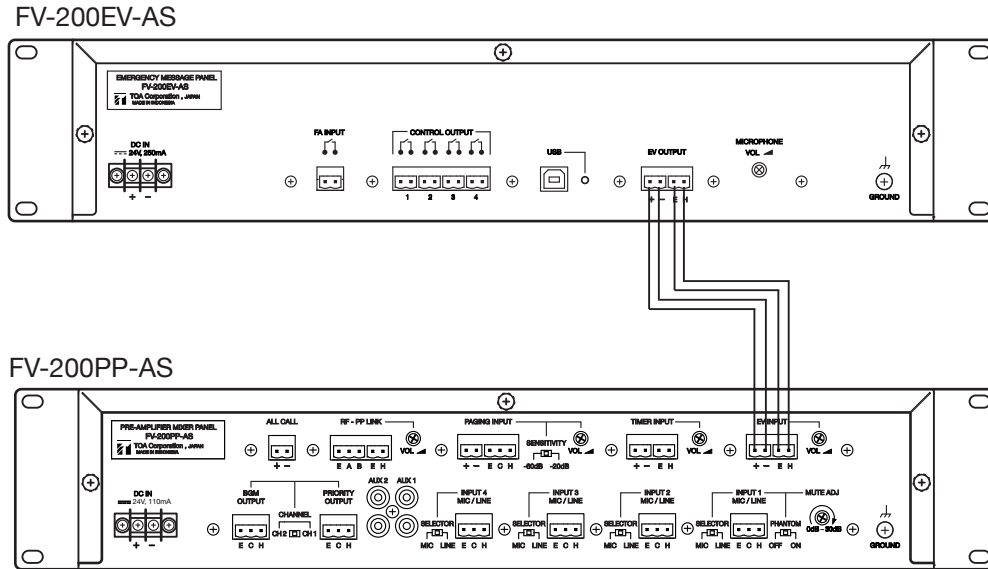 FV-200EV-AS
EMERGENCY MESSAGE PANEL
FV-200EV-AS
TOA Corporation , JAPAN
MADE IN INDONESIA
DC IN
24V, 250mA
+ −
FA INPUT
CONTROL OUTPUT
1 2 3 4
USB
EV OUTPUT
+ − E H
MICROPHONE
VOL
GROUND
FV-200PP-AS
PRE-AMPLIFIER MIXER PANEL
FV-200PP-AS
TOA Corporation , JAPAN
MADE IN INDONESIA
ALL CALL
+ −
RF - PP LINK
E A B E H
VOL
PAGING INPUT
+ − E C H
SENSITIVITY
-60dB -20dB
VOL
TIMER INPUT
+ − E H
VOL
EV INPUT
+ − E H
VOL
DC IN
24V, 110mA
+ −
BGM
OUTPUT
E C H
CHANNEL
CH 2 CH 1
PRIORITY
OUTPUT
E C H
AUX 2 AUX 1
INPUT 4
MIC / LINE
SELECTOR
MIC LINE E C H
INPUT 3
MIC / LINE
SELECTOR
MIC LINE E C H
INPUT 2
MIC / LINE
SELECTOR
MIC LINE E C H
INPUT 1
MIC / LINE
SELECTOR
MIC LINE E C H
PHANTOM
OFF ON
MUTE ADJ
0dB - -30dB
GROUND